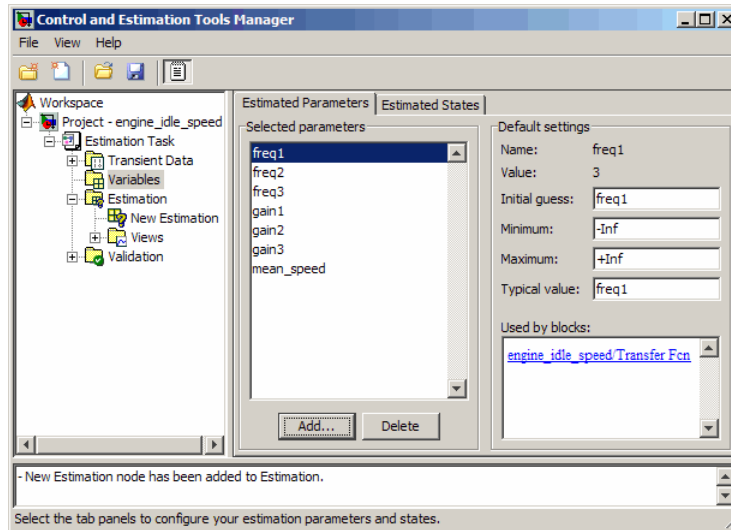 Control and Estimation Tools Manager
File View Help
Workspace
Project - engine_idle_speed
Estimation Task
Transient Data
Variables
Estimation
New Estimation
Views
Validation
Estimated Parameters
Estimated States
Selected parameters
freq1
freq2
freq3
gain1
gain2
gain3
mean_speed
Add...
Delete
Default settings
Name: freq1
Value: 3
Initial guess: freq1
Minimum: -Inf
Maximum: +Inf
Typical value: freq1
Used by blocks:
engine_idle_speed/Transfer Fcn
- New Estimation node has been added to Estimation.
Select the tab panels to configure your estimation parameters and states.